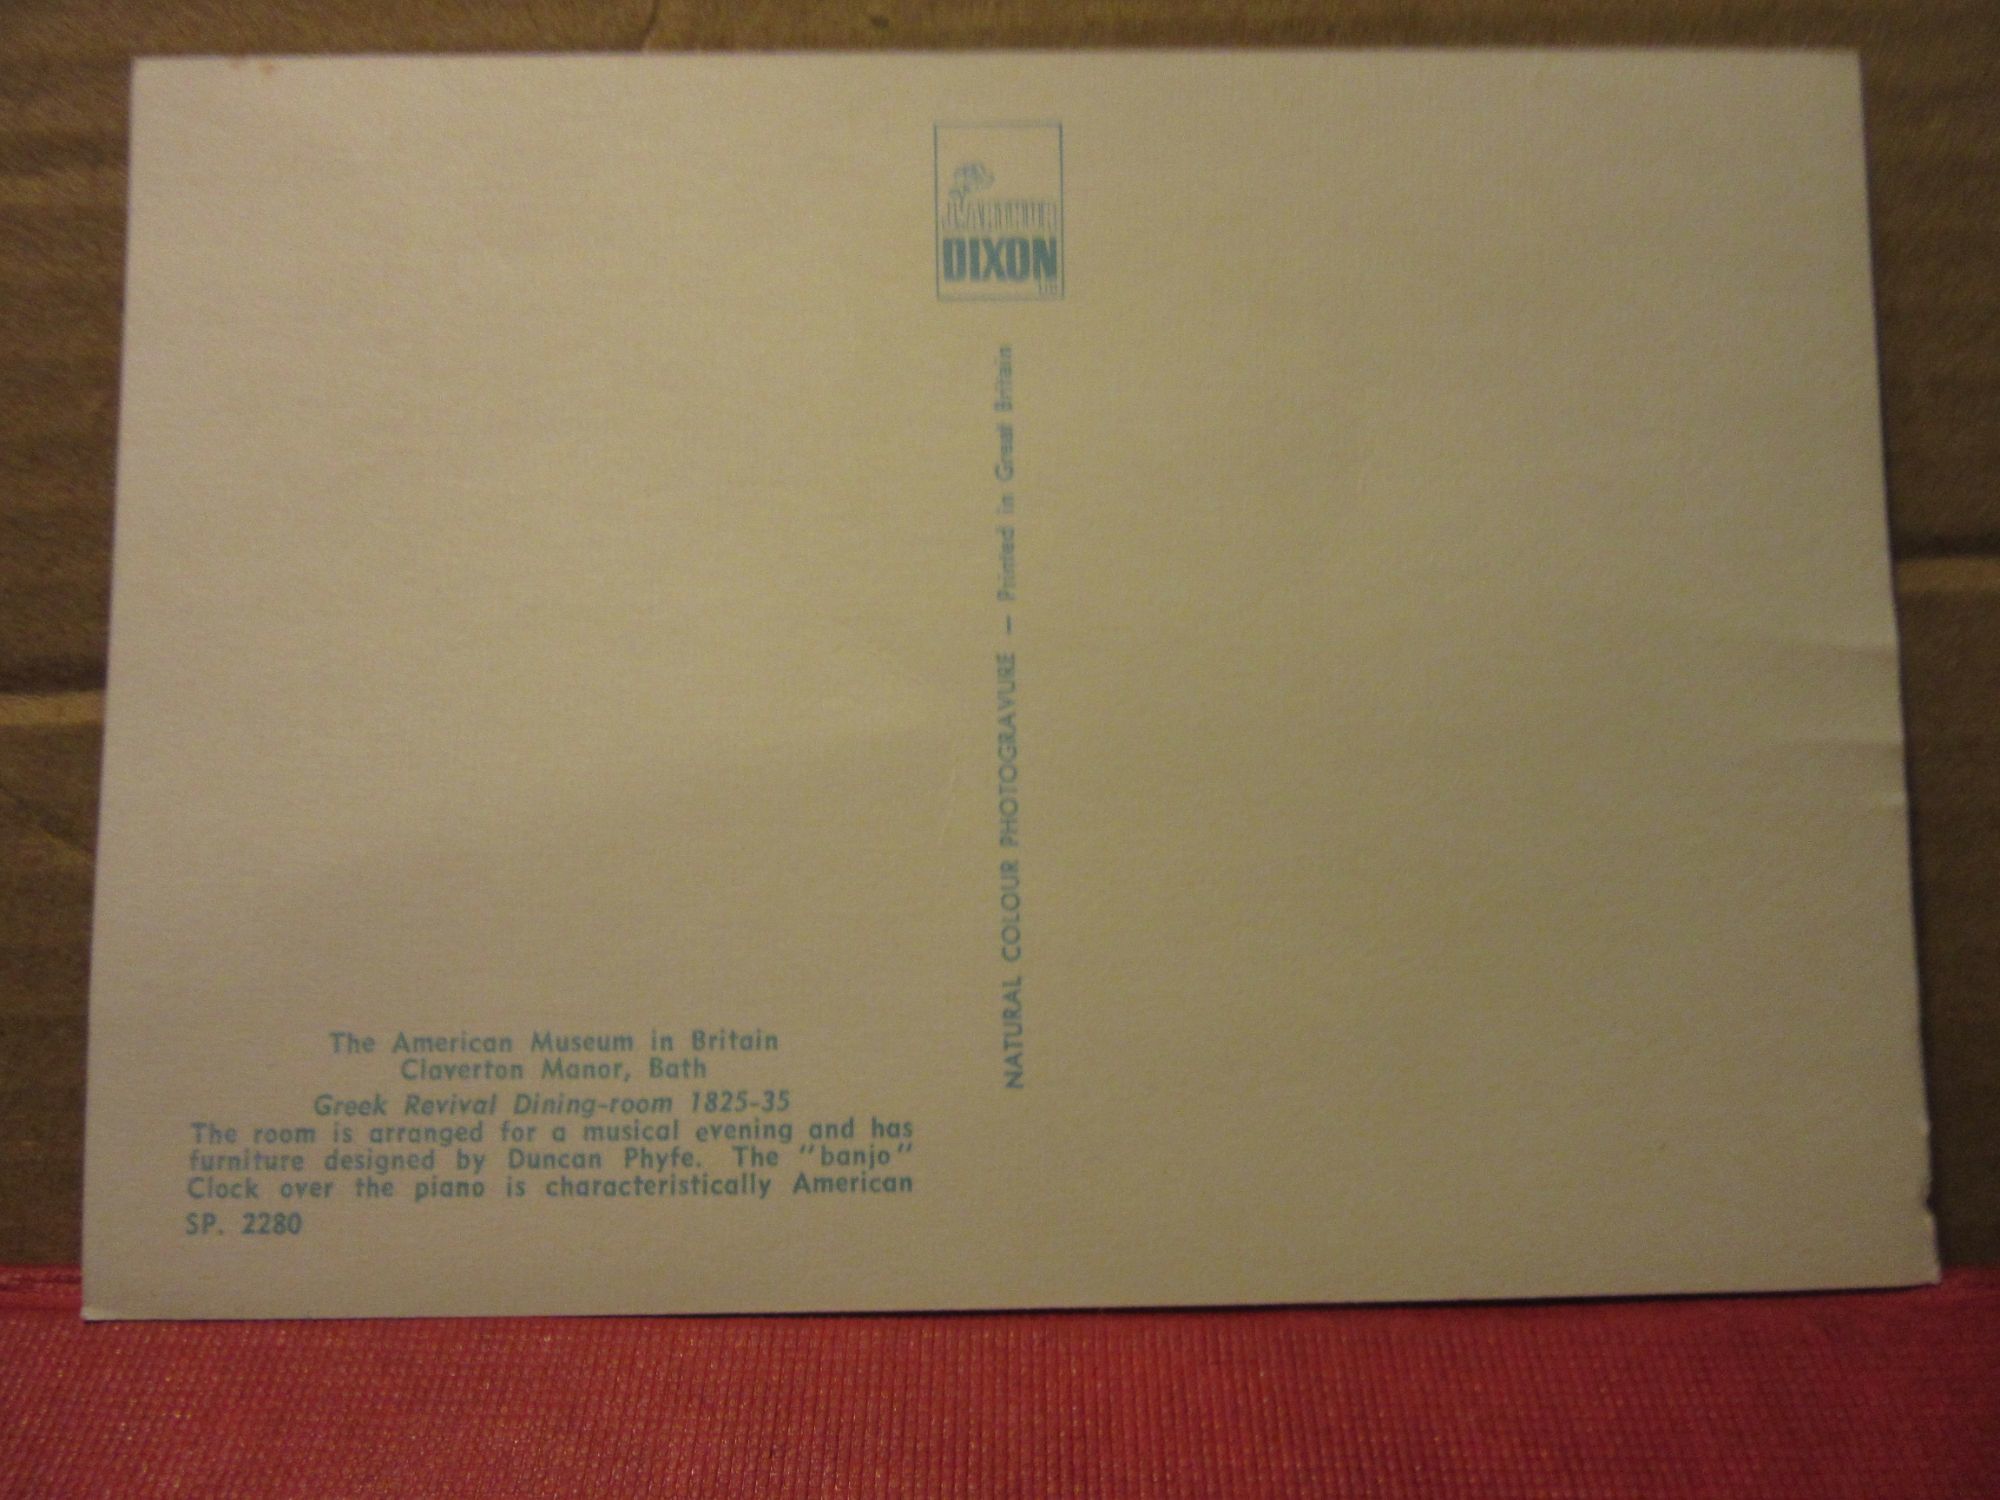 The American Museum in Britain
Claverton Manor, Bath
Greek Revival Dining-room 1825-35
The room is arranged for a musical evening and has
furniture designed by Duncan Phyfe. The "banjo"
Clock over the piano is characteristically American
SP. 2280
J. ARTHUR
DIXON
LTD
NATURAL COLOUR PHOTOGRAVURE — Printed in Great Britain